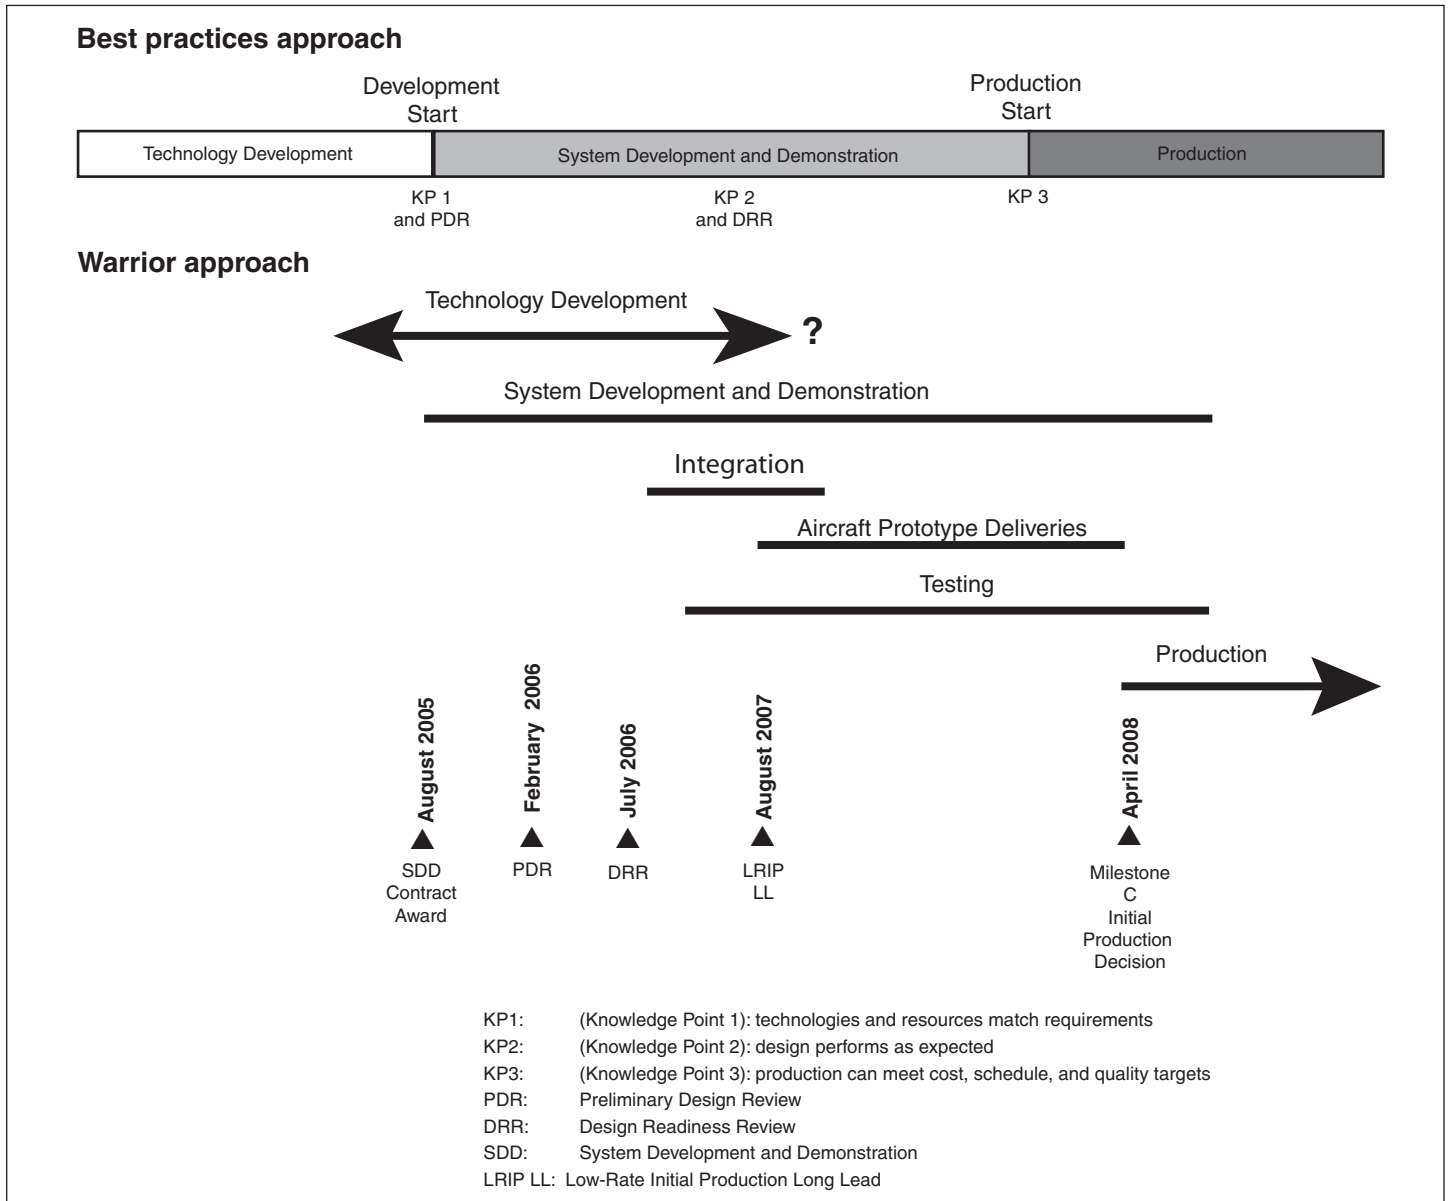 Best practices approach
Development
Start
Production
Start
Technology Development
System Development and Demonstration
Production
KP 1
and PDR
KP 2
and DRR
KP 3
Warrior approach
Technology Development
?
System Development and Demonstration
Integration
Aircraft Prototype Deliveries
Testing
Production
August 2005
February 2006
July 2006
August 2007
April 2008
SDD
Contract
Award
PDR
DRR
LRIP
LL
Milestone
C
Initial
Production
Decision
KP1: (Knowledge Point 1): technologies and resources match requirements
KP2: (Knowledge Point 2): design performs as expected
KP3: (Knowledge Point 3): production can meet cost, schedule, and quality targets
PDR: Preliminary Design Review
DRR: Design Readiness Review
SDD: System Development and Demonstration
LRIP LL: Low-Rate Initial Production Long Lead